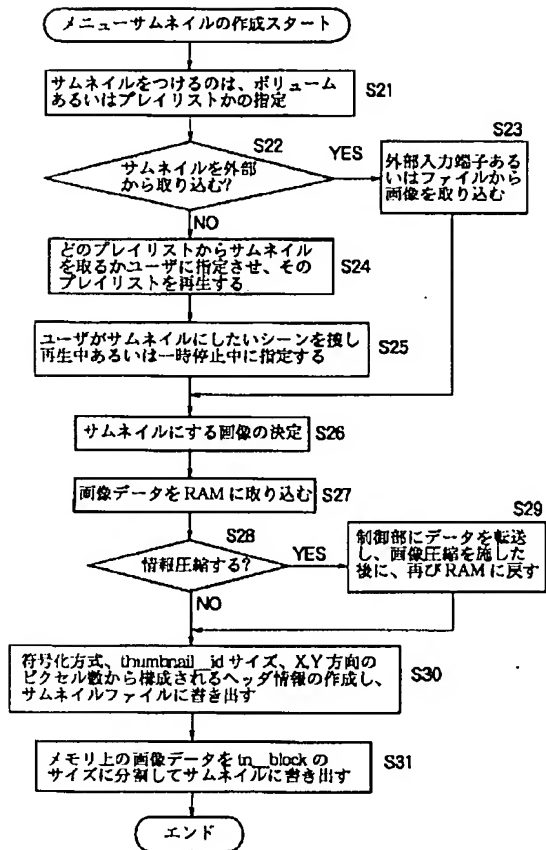 メニューサムネイルの作成スタート
サムネイルをつけるのは、ボリューム
あるいはプレイリストかの指定
S21
S22
サムネイルを外部
から取り込む?
YES
NO
S23
外部入力端子ある
いはファイルから
画像を取り込む
どのプレイリストからサムネイル
を取るかユーザに指定させ、その
プレイリストを再生する
S24
ユーザがサムネイルにしたいシーンを捜し
再生中あるいは一時停止中に指定する
S25
サムネイルにする画像の決定
S26
画像データをRAMに取り込む
S27
S28
情報圧縮する?
YES
NO
S29
制御部にデータを転送
し、画像圧縮を施した
後に、再びRAMに戻す
符号化方式、thumbnail_idサイズ、X,Y方向の
ピクセル数から構成されるヘッダ情報の作成し、
サムネイルファイルに書き出す
S30
メモリ上の画像データをtn_blockの
サイズに分割してサムネイルに書き出す
S31
エンド